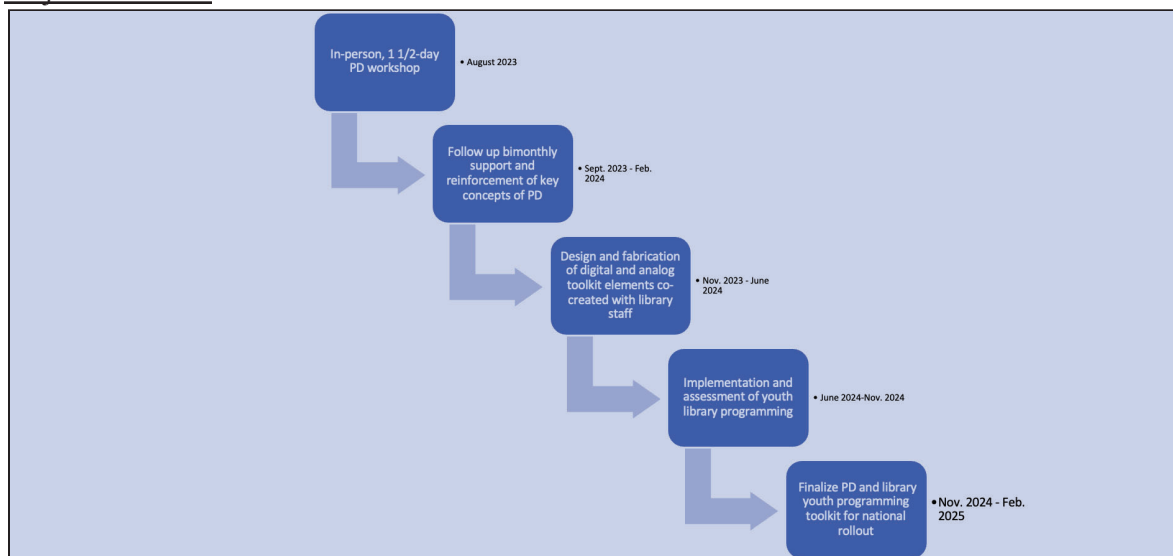 In-person, 1 1/2-day
PD workshop
• August 2023
Follow up bimonthly
support and
reinforcement of key
concepts of PD
• Sept. 2023 - Feb.
2024
Design and fabrication
of digital and analog
toolkit elements co-
created with library
staff
• Nov. 2023 - June
2024
Implementation and
assessment of youth
library programming
• June 2024-Nov. 2024
Finalize PD and library
youth programming
toolkit for national
rollout
• Nov. 2024 - Feb.
2025